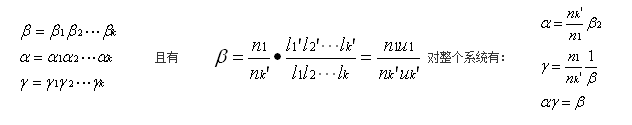 β = β1β2⋯βk
α = α1α2⋯αk
γ = γ1γ2⋯γk
且有
β = n1/nk' • l1'l2'⋯lk'/l1l2⋯lk = n1u1/nk'uk'
对整个系统有：
α = nk'/n1 β2
γ = n1/nk' 1/β
αγ = β